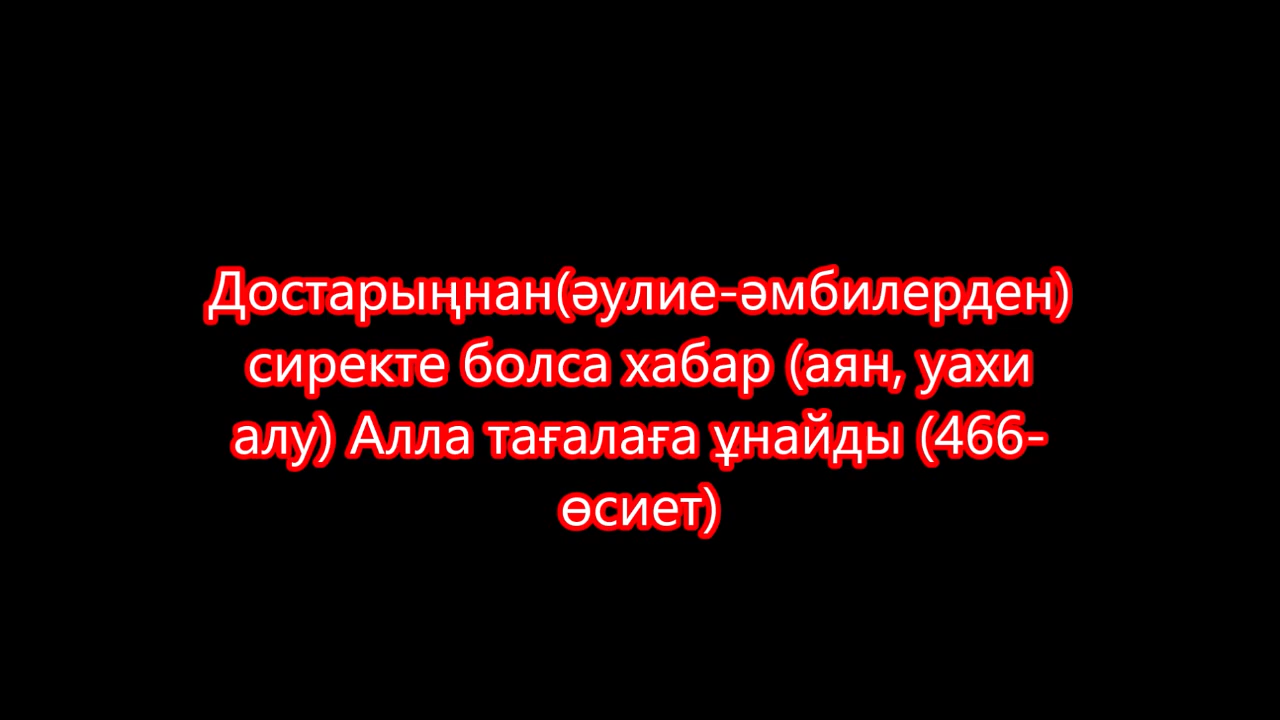 Достарыңнан(әулие-әмбилерден)
сиректе болса хабар (аян, уахи
алу) Алла тағалаға ұнайды (466-
өсиет)